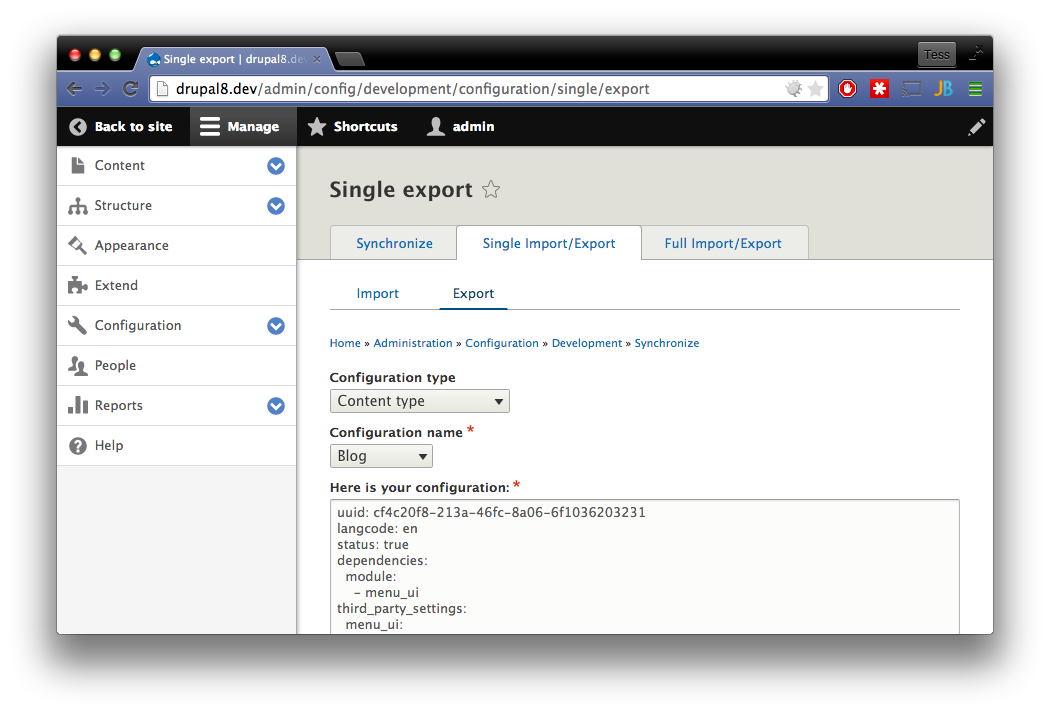 Single export | drupal8.de
Tess
drupal8.dev/admin/config/development/configuration/single/export
JB
Back to site
Manage
Shortcuts
admin
Content
Structure
Appearance
Extend
Configuration
People
Reports
Help
Single export
Synchronize
Single Import/Export
Full Import/Export
Import
Export
Home » Administration » Configuration » Development » Synchronize
Configuration type
Content type
Configuration name *
Blog
Here is your configuration: *
uuid: cf4c20f8-213a-46fc-8a06-6f1036203231
langcode: en
status: true
dependencies:
module:
- menu_ui
third_party_settings:
menu_ui: